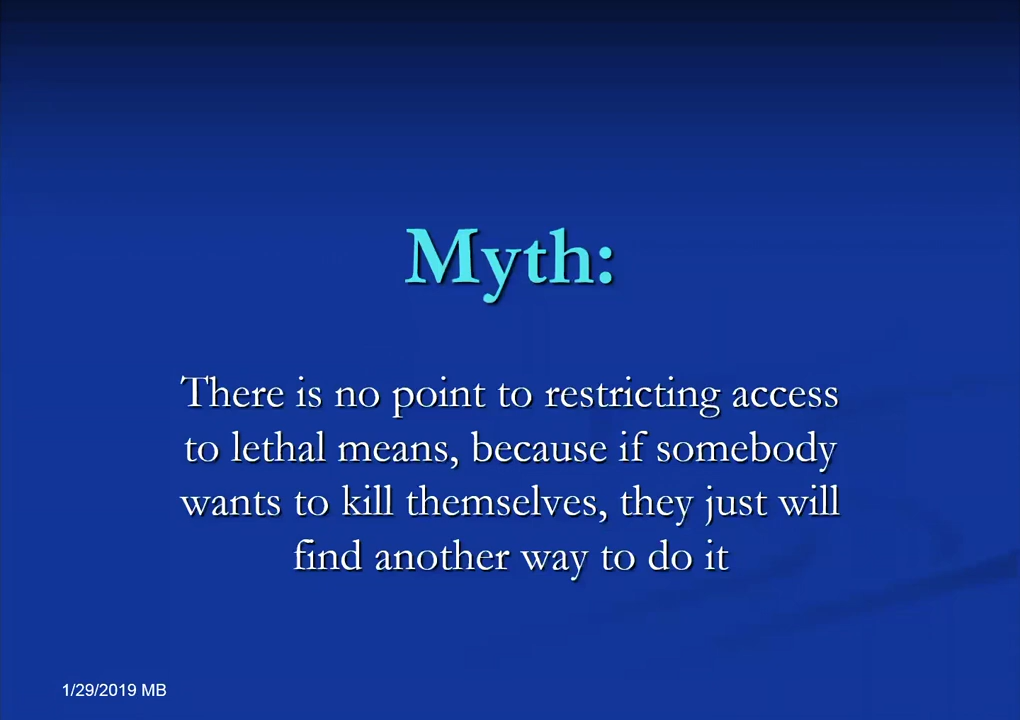 Myth:
There is no point to restricting access
to lethal means, because if somebody
wants to kill themselves, they just will
find another way to do it
1/29/2019 MB